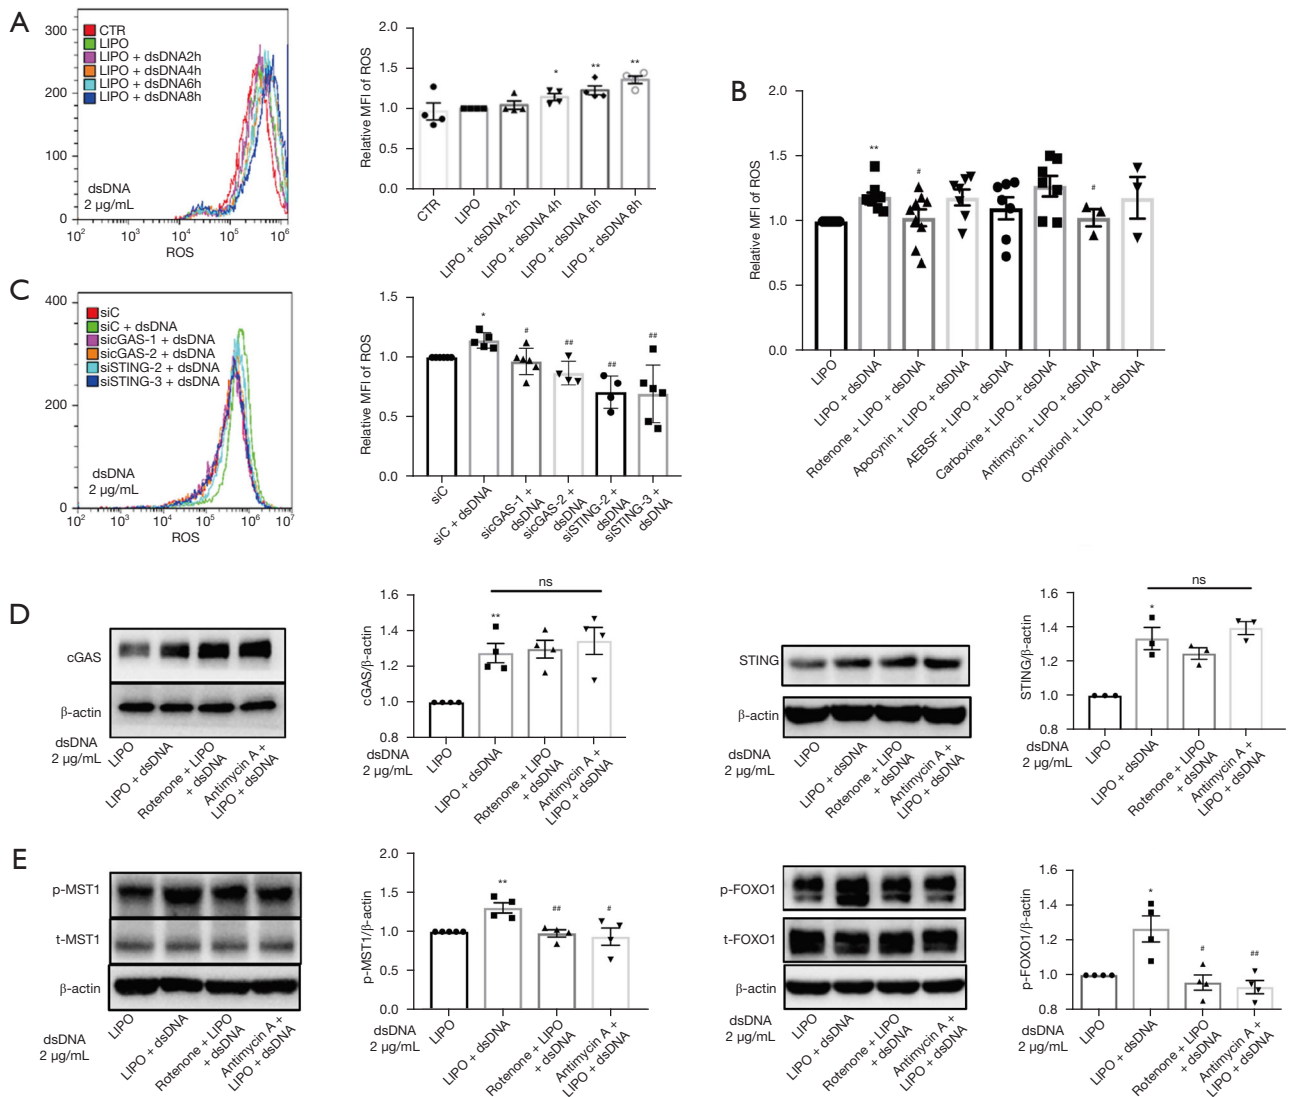 A
300
200
100
0
CTR
LIPO
LIPO + dsDNA2h
LIPO + dsDNA4h
LIPO + dsDNA6h
LIPO + dsDNA8h
dsDNA
2 μg/mL
10² 10³ 10⁴ 10⁵ 10⁶
ROS
Relative MFI of ROS
2.0
1.5
1.0
0.5
0.0
* ** **
CTR
LIPO
LIPO + dsDNA 2h
LIPO + dsDNA 4h
LIPO + dsDNA 6h
LIPO + dsDNA 8h
B
Relative MFI of ROS
2.0
1.5
1.0
0.5
0.0
** # #
LIPO
LIPO + dsDNA
Rotenone + LIPO + dsDNA
Apocynin + LIPO + dsDNA
AEBSF + LIPO + dsDNA
Carboxine + LIPO + dsDNA
Antimycin + LIPO + dsDNA
Oxypurionl + LIPO + dsDNA
C
400
200
0
siC
siC + dsDNA
sicGAS-1 + dsDNA
sicGAS-2 + dsDNA
siSTING-2 + dsDNA
siSTING-3 + dsDNA
dsDNA
2 μg/mL
10² 10³ 10⁴ 10⁵ 10⁶ 10⁷
ROS
Relative MFI of ROS
1.5
1.0
0.5
0.0
* # ## ## ##
siC
siC + dsDNA
sicGAS-1 +
dsDNA
sicGAS-2 +
dsDNA
siSTING-2 +
dsDNA
siSTING-3 +
dsDNA
D
cGAS
β-actin
dsDNA
2 μg/mL
LIPO
LIPO + dsDNA
Rotenone + LIPO
+ dsDNA
Antimycin A +
LIPO + dsDNA
cGAS/β-actin
1.6
1.4
1.2
1.0
0.8
ns
**
dsDNA
2 μg/mL
LIPO
LIPO + dsDNA
Rotenone + LIPO
+ dsDNA
Antimycin A +
LIPO + dsDNA
STING
β-actin
dsDNA
2 μg/mL
LIPO
LIPO + dsDNA
Rotenone + LIPO
+ dsDNA
Antimycin A +
LIPO + dsDNA
STING/β-actin
1.6
1.4
1.2
1.0
0.8
ns
*
dsDNA
2 μg/mL
LIPO
LIPO + dsDNA
Rotenone + LIPO
+ dsDNA
Antimycin A +
LIPO + dsDNA
E
p-MST1
t-MST1
β-actin
dsDNA
2 μg/mL
LIPO
LIPO + dsDNA
Rotenone + LIPO
+ dsDNA
Antimycin A +
LIPO + dsDNA
p-MST1/β-actin
2.0
1.5
1.0
0.5
0.0
** ## #
dsDNA
2 μg/mL
LIPO
LIPO + dsDNA
Rotenone + LIPO
+ dsDNA
Antimycin A +
LIPO + dsDNA
p-FOXO1
t-FOXO1
β-actin
dsDNA
2 μg/mL
LIPO
LIPO + dsDNA
Rotenone + LIPO
+ dsDNA
Antimycin A +
LIPO + dsDNA
p-FOXO1/β-actin
1.6
1.4
1.2
1.0
0.8
* # ##
dsDNA
2 μg/mL
LIPO
LIPO + dsDNA
Rotenone + LIPO
+ dsDNA
Antimycin A +
LIPO + dsDNA